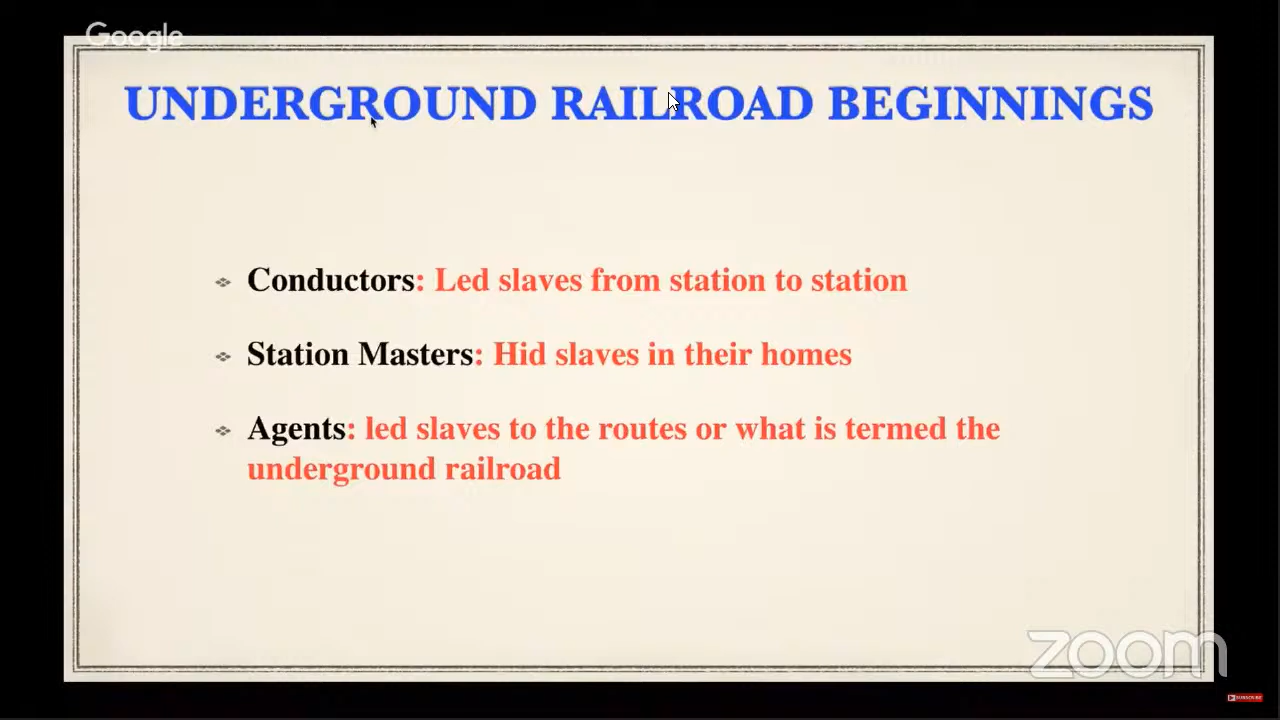 Google
UNDERGROUND RAILROAD BEGINNINGS
Conductors: Led slaves from station to station
Station Masters: Hid slaves in their homes
Agents: led slaves to the routes or what is termed the
underground railroad
zoom
SUBSCRIBE